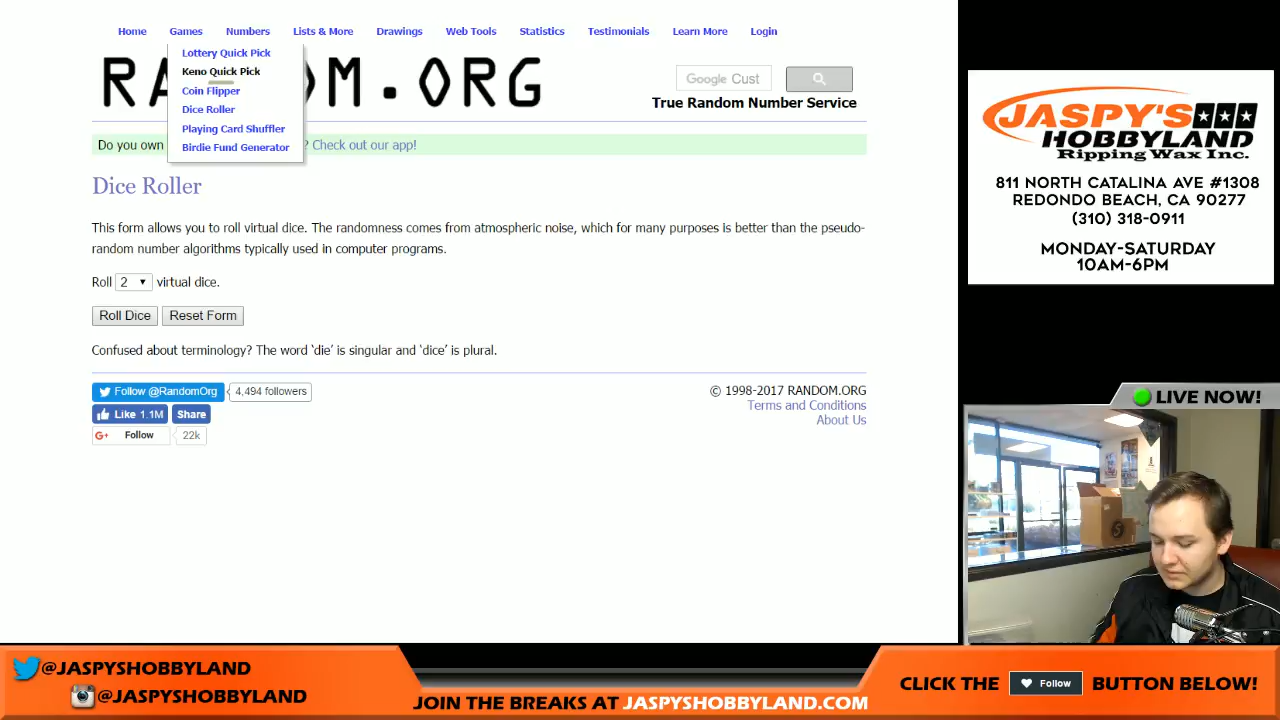 Home Games Numbers Lists & More Drawings Web Tools Statistics Testimonials Learn More Login
Lottery Quick Pick
Keno Quick Pick
Coin Flipper
Dice Roller
Playing Card Shuffler
Birdie Fund Generator
RANDOM.ORG
Google Cust
True Random Number Service
Do you own ? Check out our app!
Dice Roller
This form allows you to roll virtual dice. The randomness comes from atmospheric noise, which for many purposes is better than the pseudo-
random number algorithms typically used in computer programs.
Roll 2 virtual dice.
Roll Dice Reset Form
Confused about terminology? The word ‘die’ is singular and ‘dice’ is plural.
Follow @RandomOrg 4,494 followers
Like 1.1M Share
G+ Follow 22k
© 1998-2017 RANDOM.ORG
Terms and Conditions
About Us
JASPY'S
HOBBYLAND
Ripping Wax Inc.
811 NORTH CATALINA AVE #1308
REDONDO BEACH, CA 90277
(310) 318-0911
MONDAY-SATURDAY
10AM-6PM
LIVE NOW!
@JASPYSHOBBYLAND
@JASPYSHOBBYLAND
JOIN THE BREAKS AT JASPYSHOBBYLAND.COM
CLICK THE Follow BUTTON BELOW!